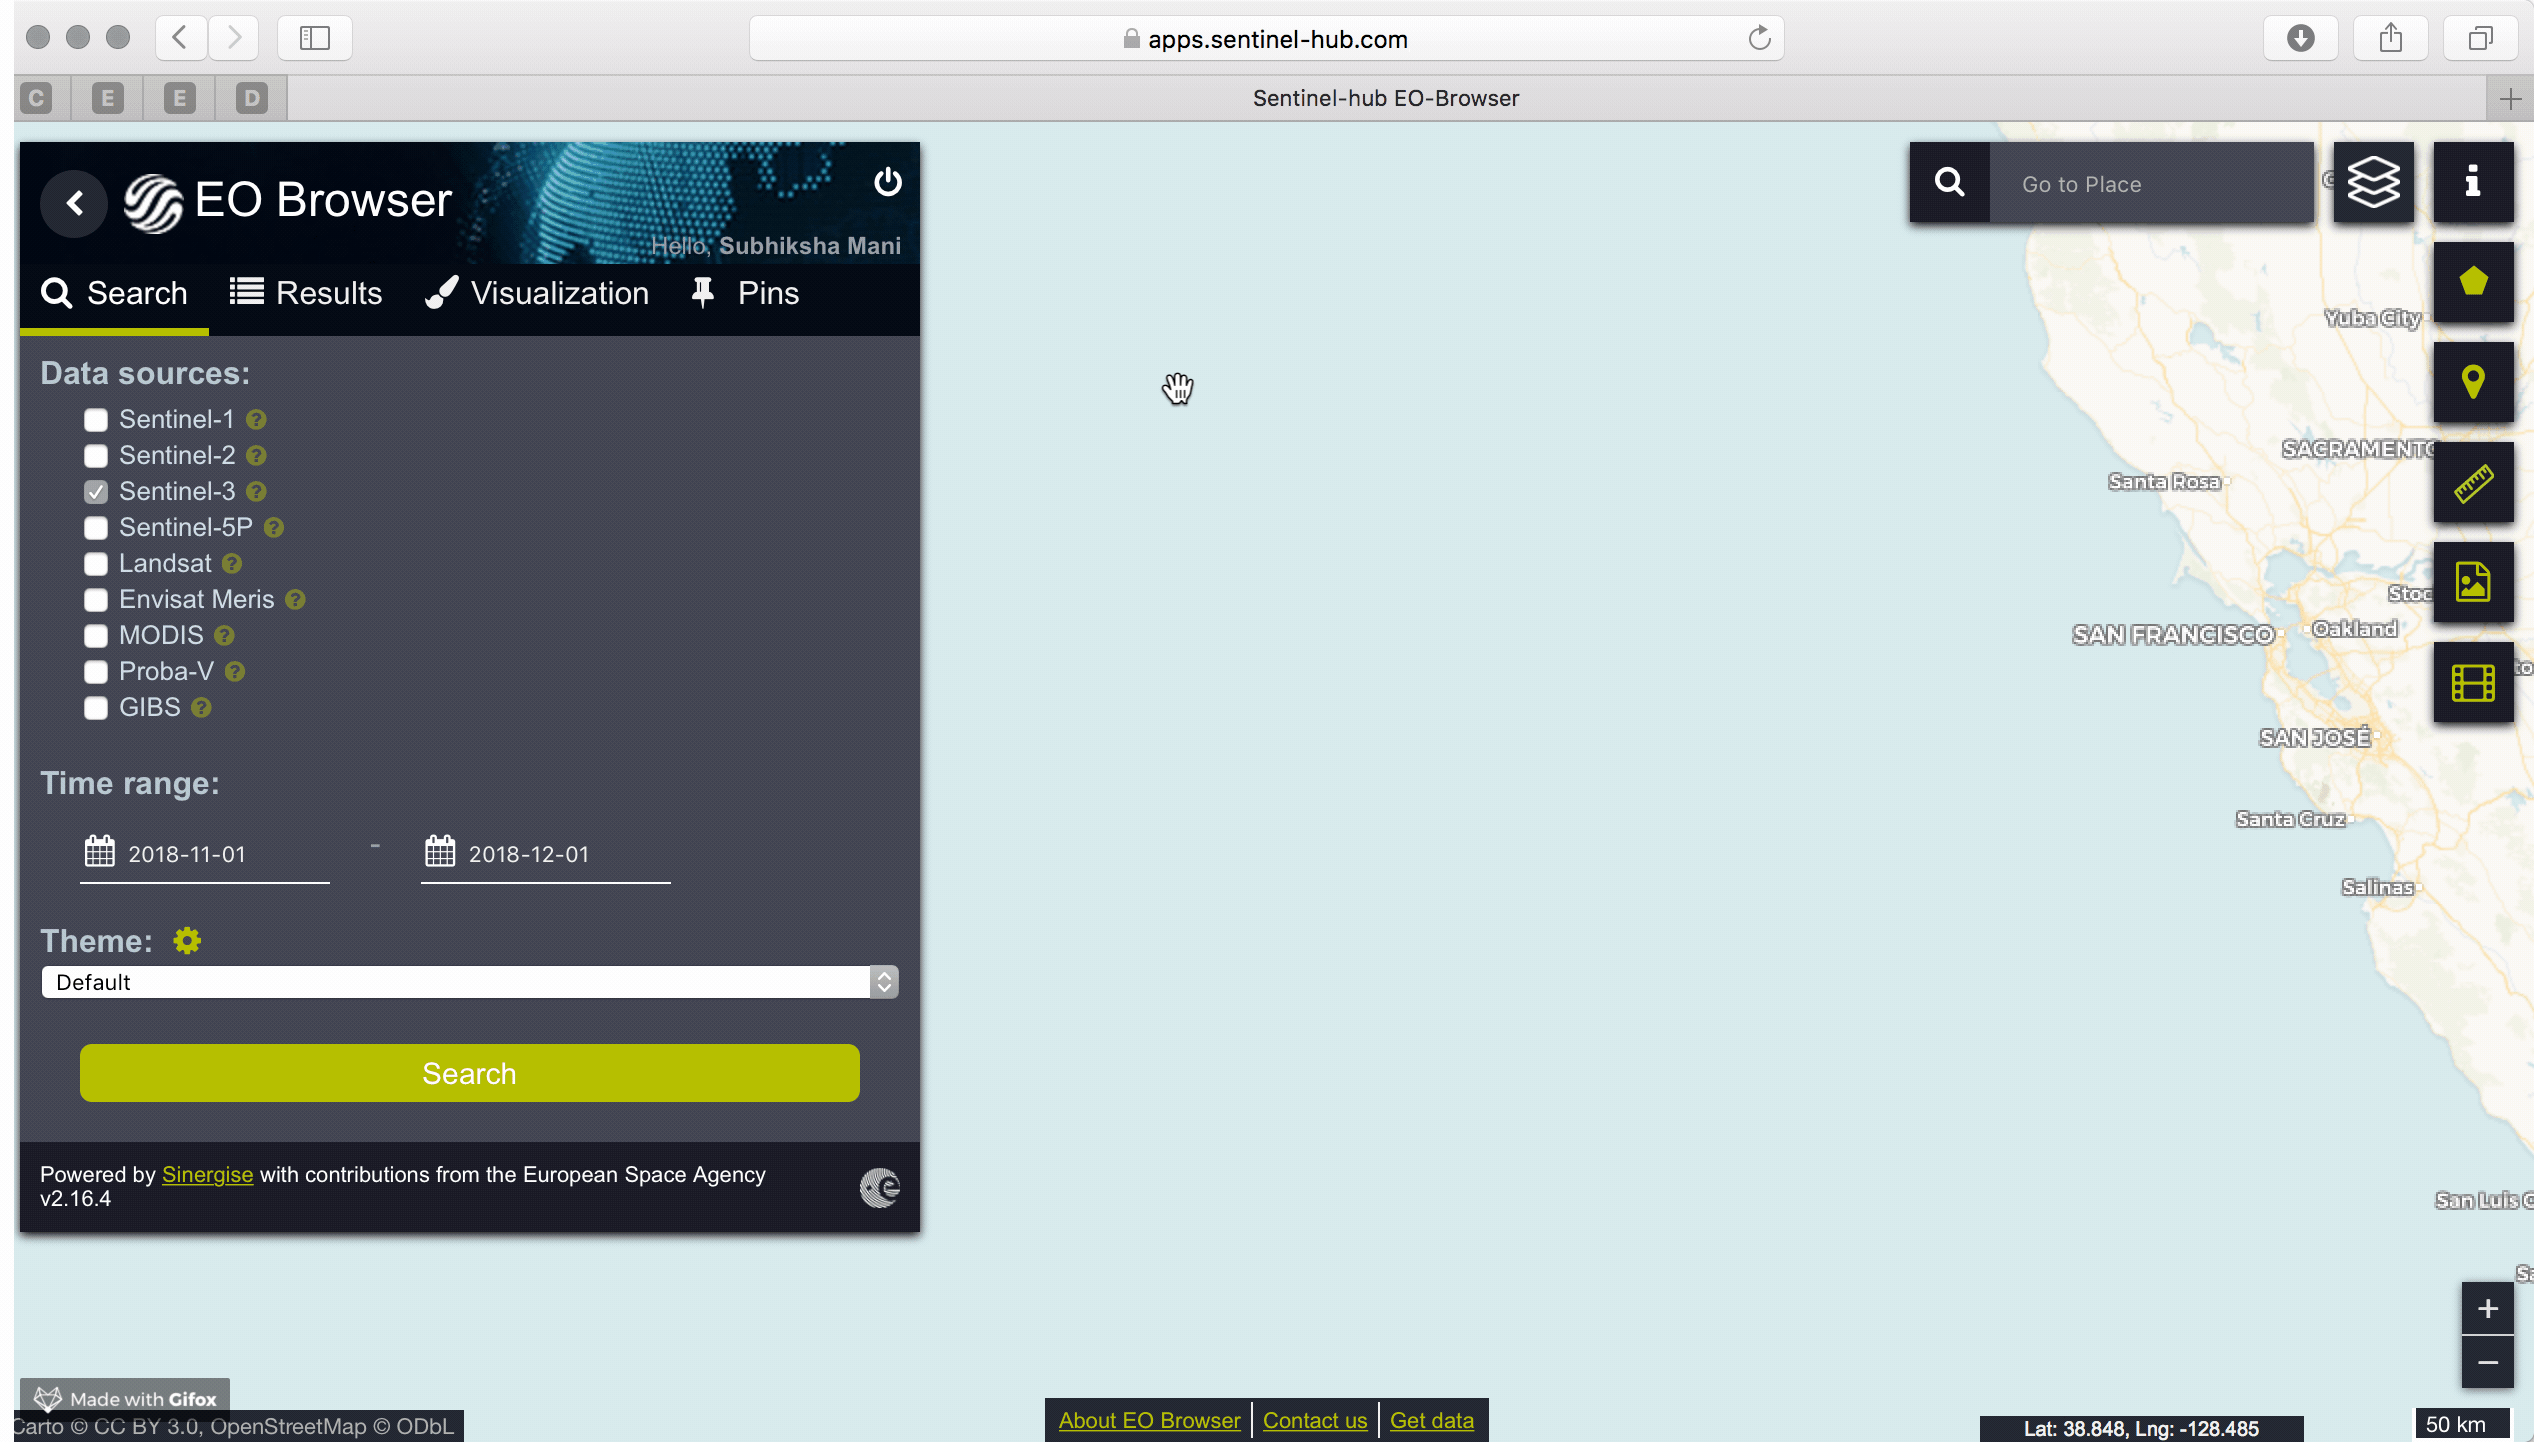 apps.sentinel-hub.com
C E E D
Sentinel-hub EO-Browser
EO Browser
Hello, Subhiksha Mani
Search Results Visualization Pins
Data sources:
Sentinel-1 ?
Sentinel-2 ?
Sentinel-3 ?
Sentinel-5P ?
Landsat ?
Envisat Meris ?
MODIS ?
Proba-V ?
GIBS ?
Time range:
2018-11-01 - 2018-12-01
Theme:
Default
Search
Powered by Sinergise with contributions from the European Space Agency
v2.16.4
Go to Place
Yuba City
SACRAMENTO
Santa Rosa
Stoc
SAN FRANCISCO
Oakland
to
SAN JOSÉ
Santa Cruz
Salinas
San Luis
+
−
Made with Gifox
Carto © CC BY 3.0, OpenStreetMap © ODbL
About EO Browser | Contact us | Get data
Lat: 38.848, Lng: -128.485
50 km